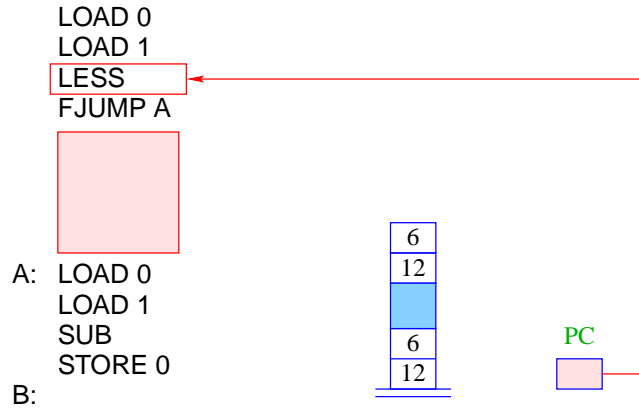 LOAD 0
LOAD 1
LESS
FJUMP A
A: LOAD 0
LOAD 1
SUB
STORE 0
B:
6
12
6
12
PC